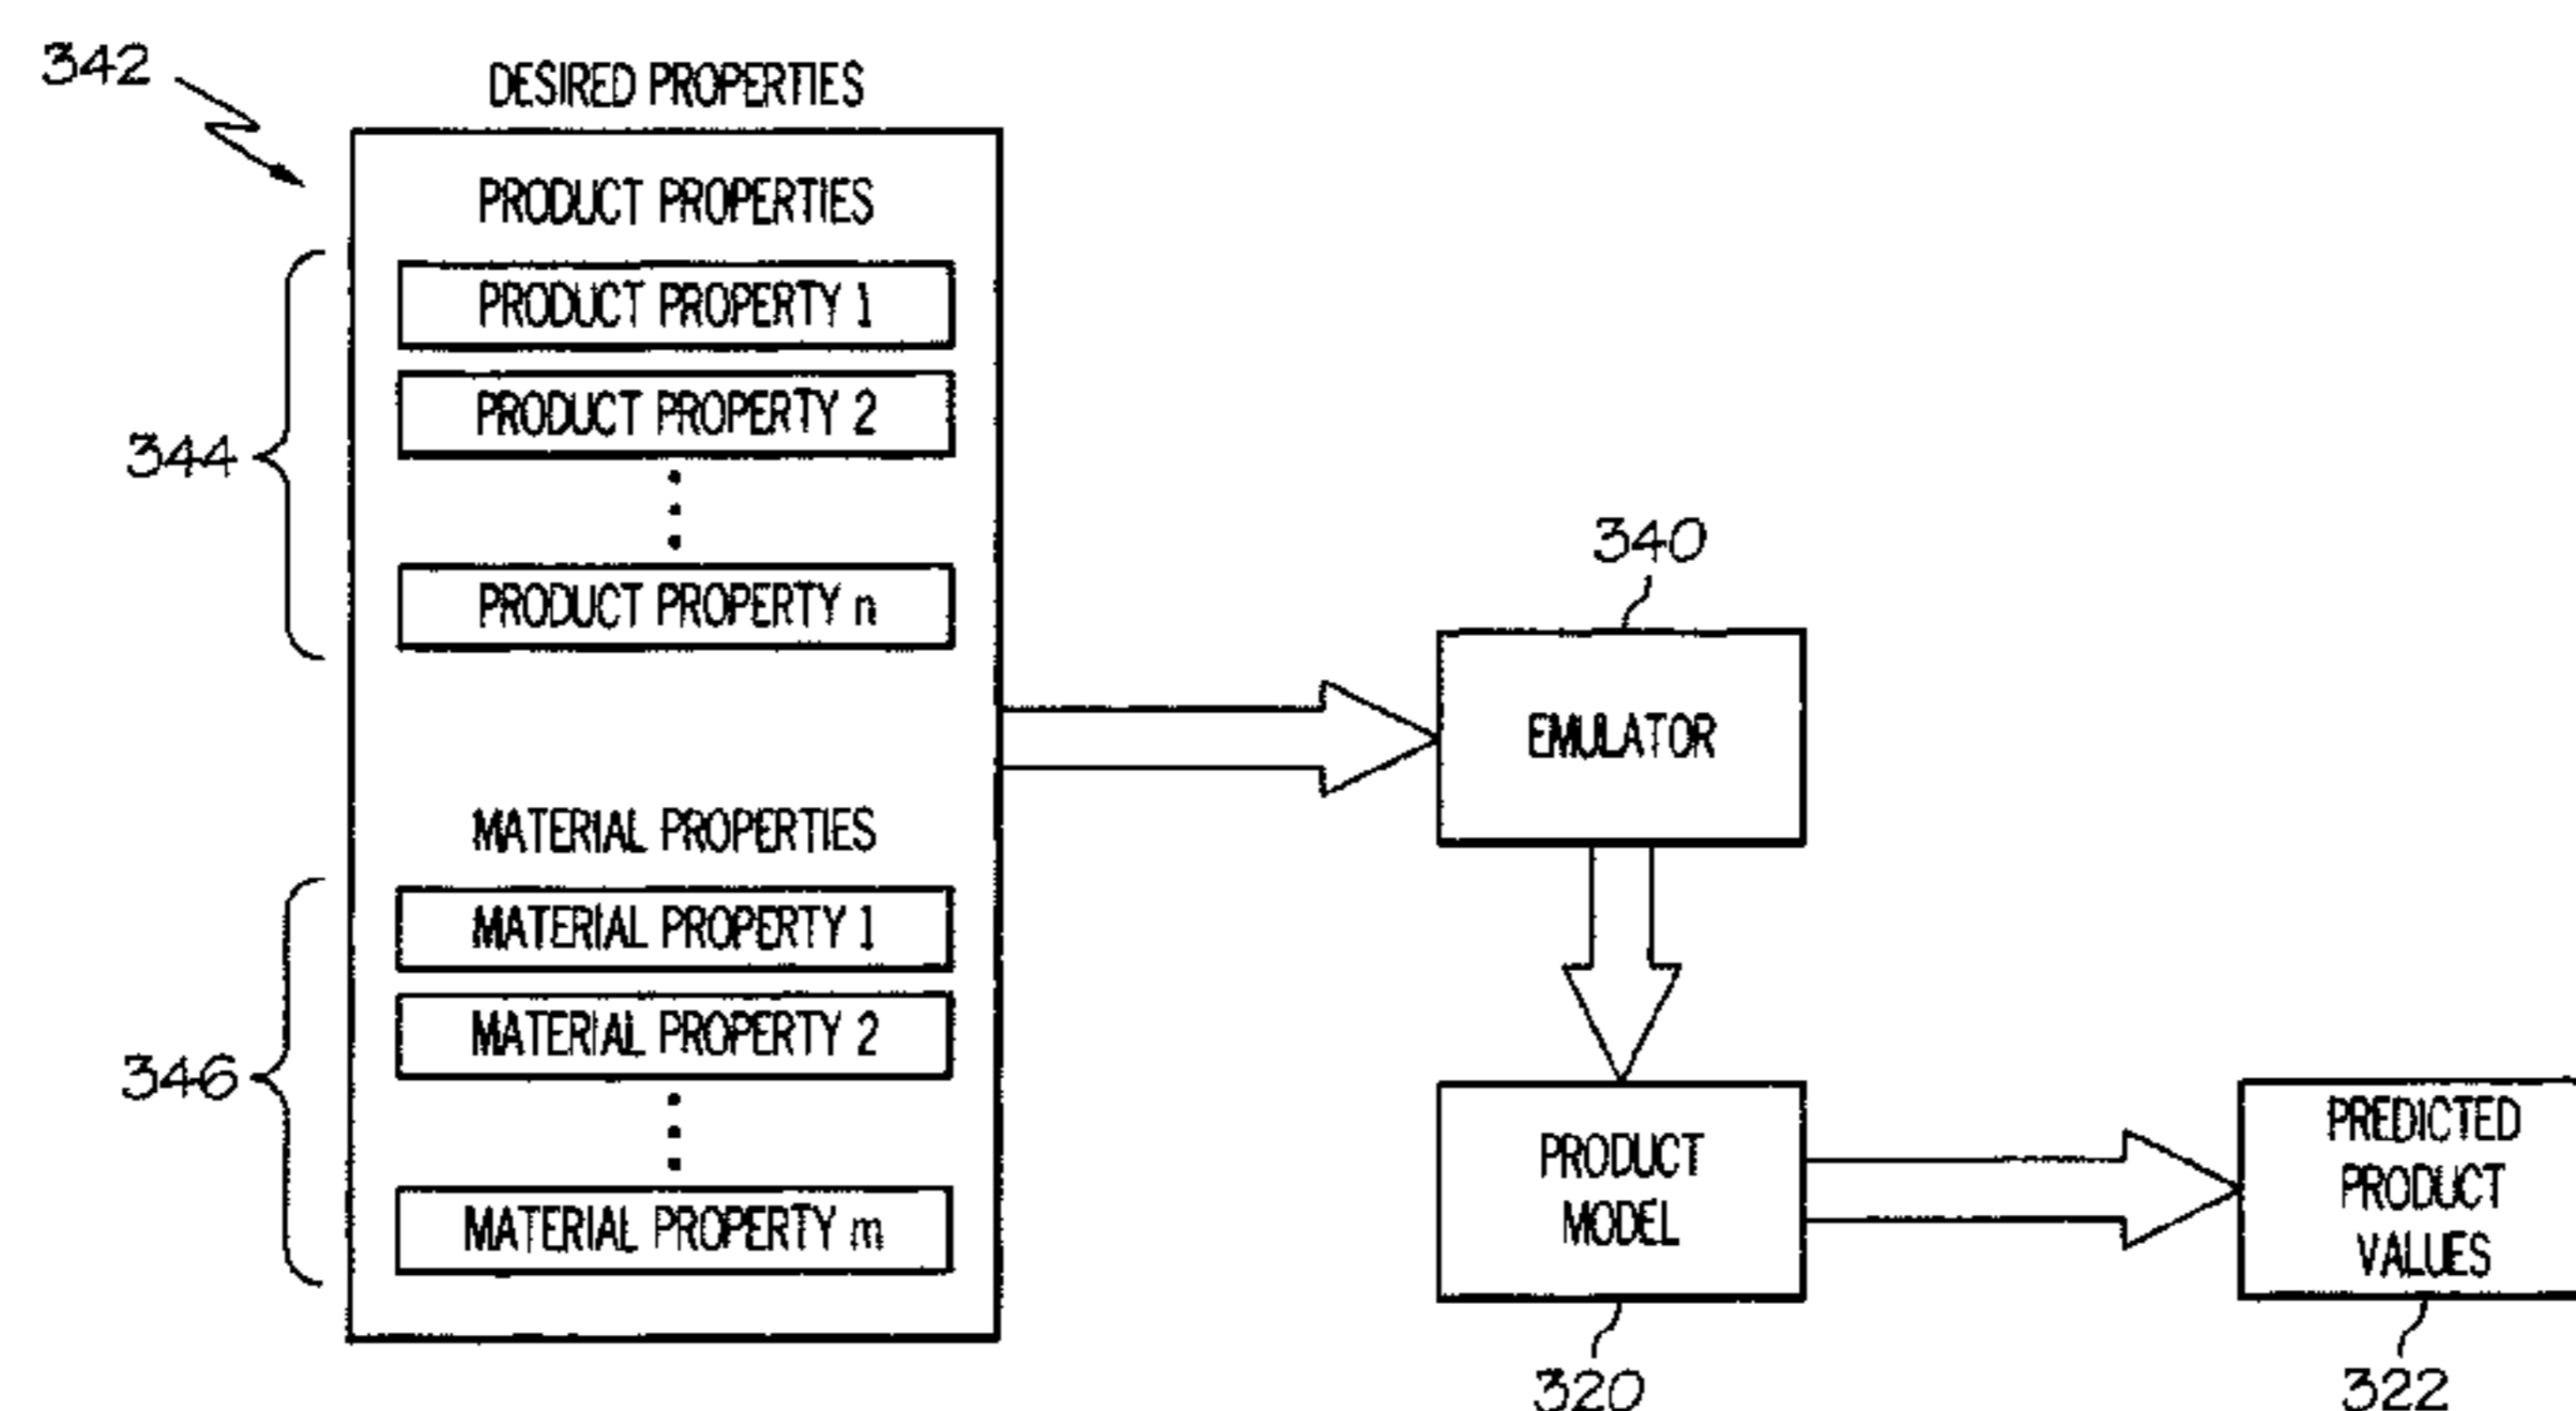 342
DESIRED PROPERTIES
PRODUCT PROPERTIES
PRODUCT PROPERTY 1
PRODUCT PROPERTY 2
344
PRODUCT PROPERTY n
MATERIAL PROPERTIES
MATERIAL PROPERTY 1
MATERIAL PROPERTY 2
346
MATERIAL PROPERTY m
340
EMULATOR
PRODUCT
MODEL
320
PREDICTED
PRODUCT
VALUES
322